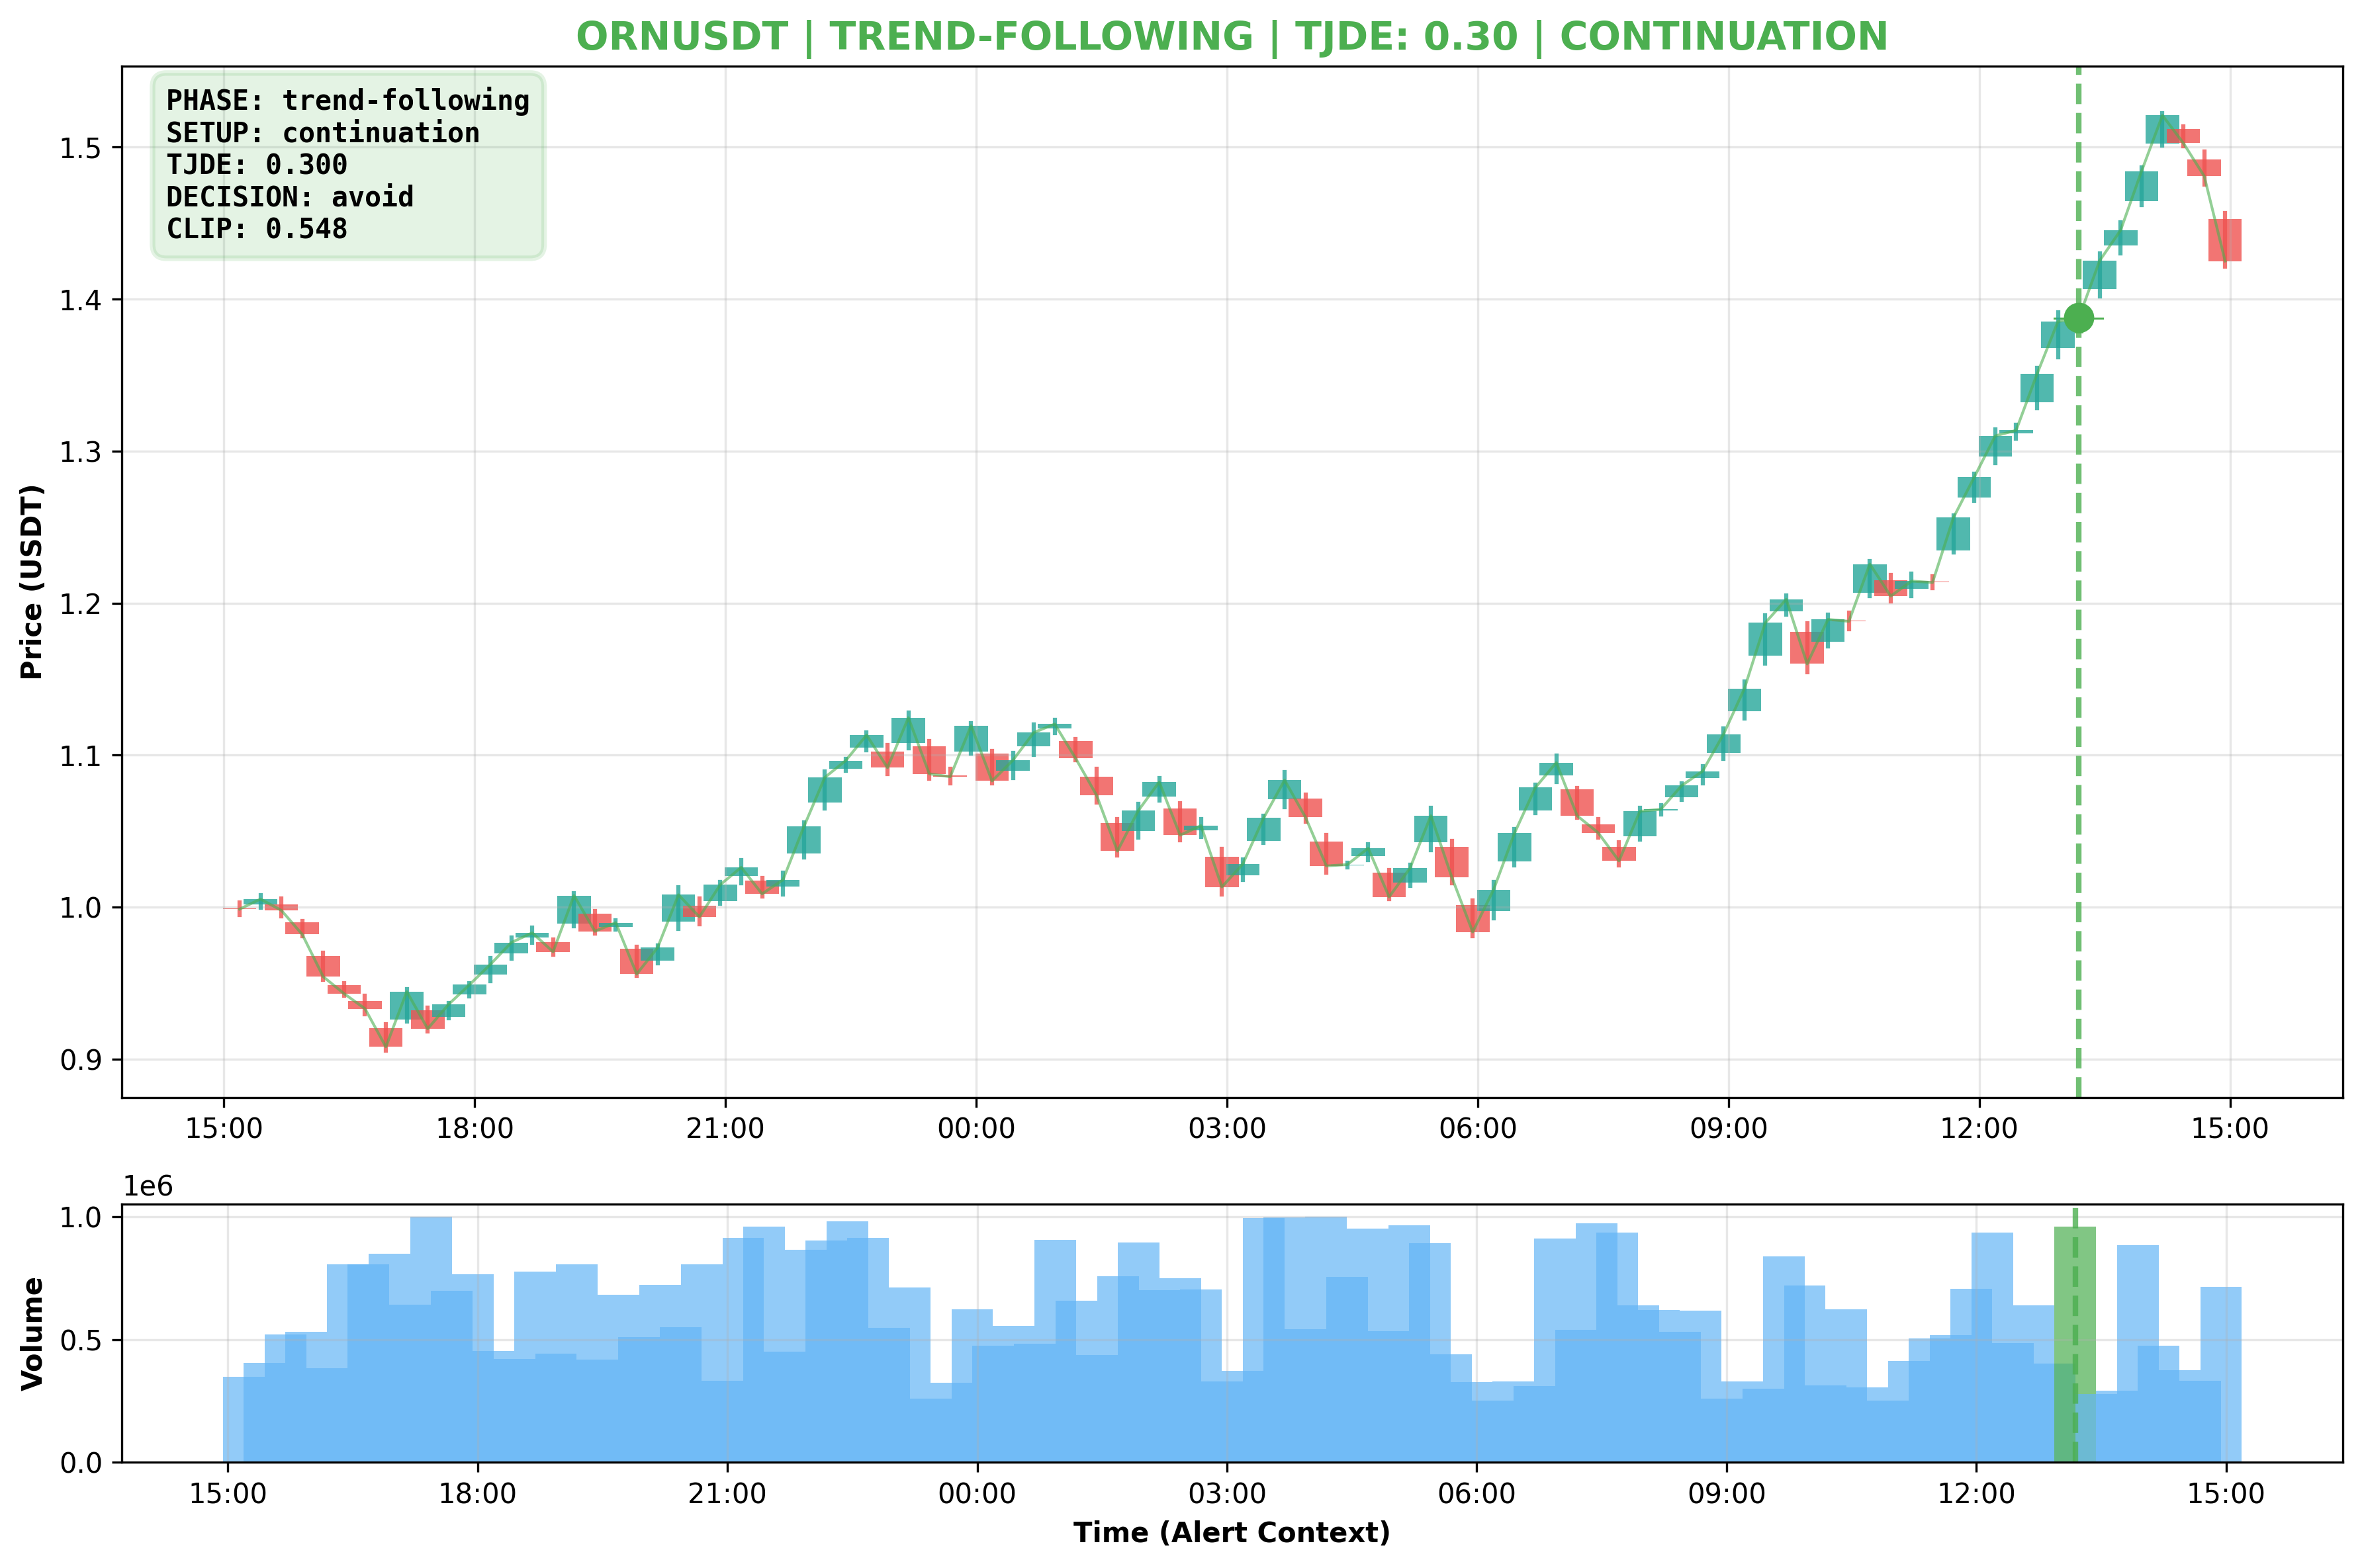 ORNUSDT | TREND-FOLLOWING | TJDE: 0.30 | CONTINUATION
PHASE: trend-following
SETUP: continuation
TJDE: 0.300
DECISION: avoid
CLIP: 0.548
Price (USDT)
1.5
1.4
1.3
1.2
1.1
1.0
0.9
15:00 18:00 21:00 00:00 03:00 06:00 09:00 12:00 15:00
1e6
Volume
1.0
0.5
0.0
15:00 18:00 21:00 00:00 03:00 06:00 09:00 12:00 15:00
Time (Alert Context)